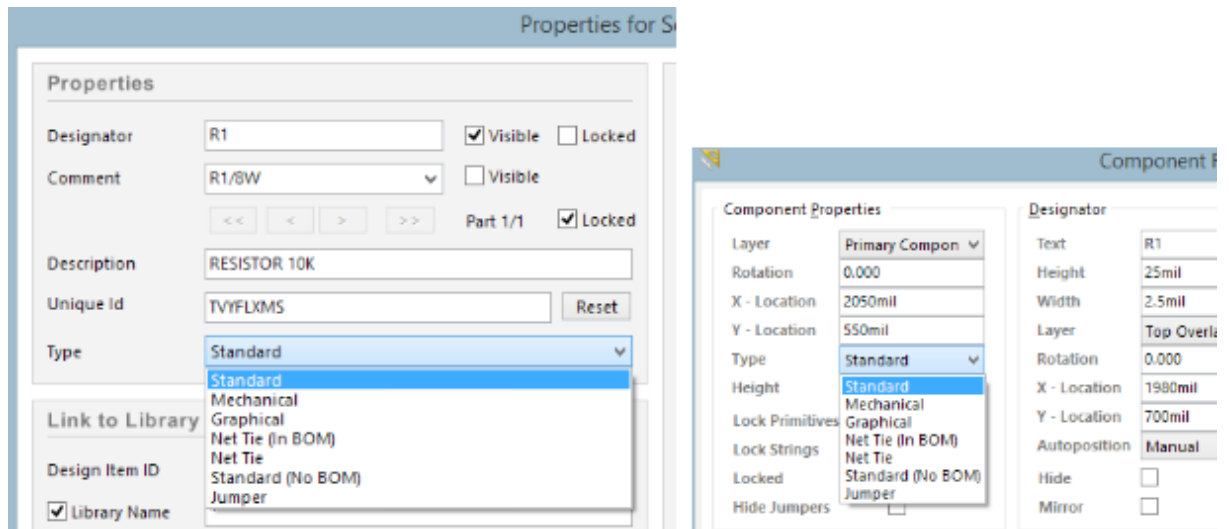 Properties for S
Properties
Designator R1 Visible Locked
Comment R1/8W Visible
<< < > >> Part 1/1 Locked
Description RESISTOR 10K
Unique Id TVYFLXMS Reset
Type Standard
Standard
Mechanical
Graphical
Net Tie (In BOM)
Net Tie
Standard (No BOM)
Jumper
Link to Library
Design Item ID
Library Name
Component
Component Properties
Layer Primary Compon
Rotation 0.000
X - Location 2050mil
Y - Location 550mil
Type Standard
Height
Standard
Mechanical
Graphical
Net Tie (In BOM)
Net Tie
Standard (No BOM)
Jumper
Lock Primitives
Lock Strings
Locked
Hide Jumpers
Designator
Text R1
Height 25mil
Width 2.5mil
Layer Top Overla
Rotation 0.000
X - Location 1980mil
Y - Location 700mil
Autoposition Manual
Hide
Mirror